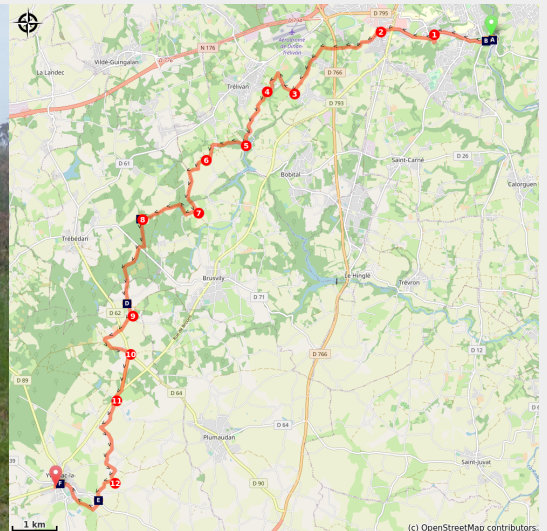 D 795
2
1
B A
N 176
Aérodrome
de Dinan-
Trélivan
Vildé-Guingalan
La Landec
D 766
Trélivan
4
3
D 793
5
6
Saint-Carné
D 26
D 61
Bobital
Calorguen
7
8
Trébédan
Le Hinglé
Trévron
Brusvily
D 71
D
D 62
9
10
D 12
D 766
D 89
D 64
11
Plumaudan
D 64
Saint-Juvat
12
F
D 90
E
1 km
(c) OpenStreetMap contributors